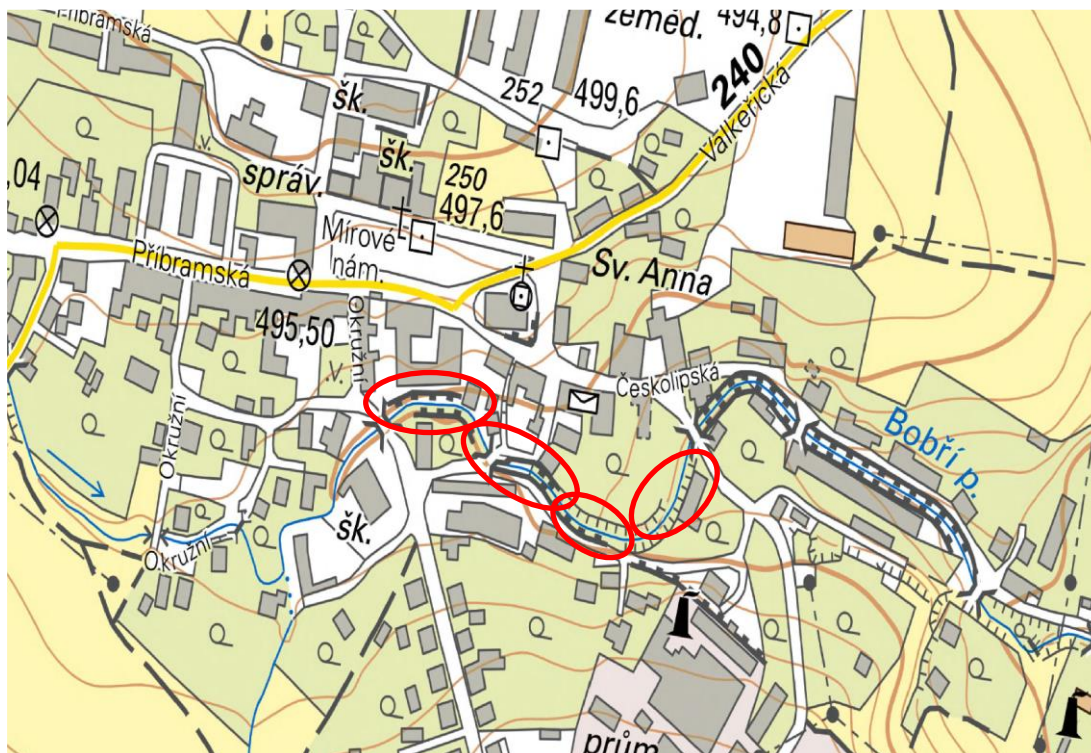 Příbramská
zeměd.
494,8
240
Valkeřická
šk.
252
499,6
šk.
správ.
250
497,6
,04
Mírové
nám.
Příbramská
Sv. Anna
495,50
Okružní
Českolipská
Okružní
Bobří p.
Okružní
šk.
prům